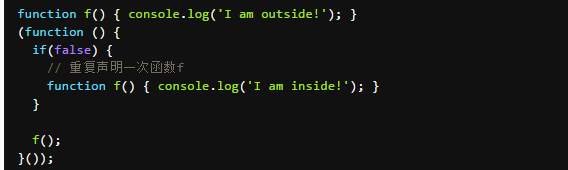 function f() { console.log('I am outside!'); }
(function () {
  if(false) {
    // 重复声明一次函数f
    function f() { console.log('I am inside!'); }
  }

  f();
}());